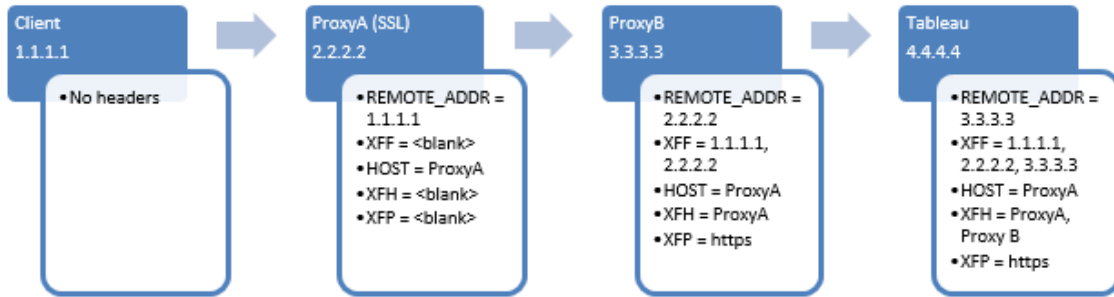 Client
1.1.1.1
•No headers
ProxyA (SSL)
2.2.2.2
•REMOTE_ADDR =
1.1.1.1
•XFF = <blank>
•HOST = ProxyA
•XFH = <blank>
•XFP = <blank>
ProxyB
3.3.3.3
•REMOTE_ADDR =
2.2.2.2
•XFF = 1.1.1.1,
2.2.2.2
•HOST = ProxyA
•XFH = ProxyA
•XFP = https
Tableau
4.4.4.4
•REMOTE_ADDR =
3.3.3.3
•XFF = 1.1.1.1,
2.2.2.2, 3.3.3.3
•HOST = ProxyA
•XFH = ProxyA,
Proxy B
•XFP = https